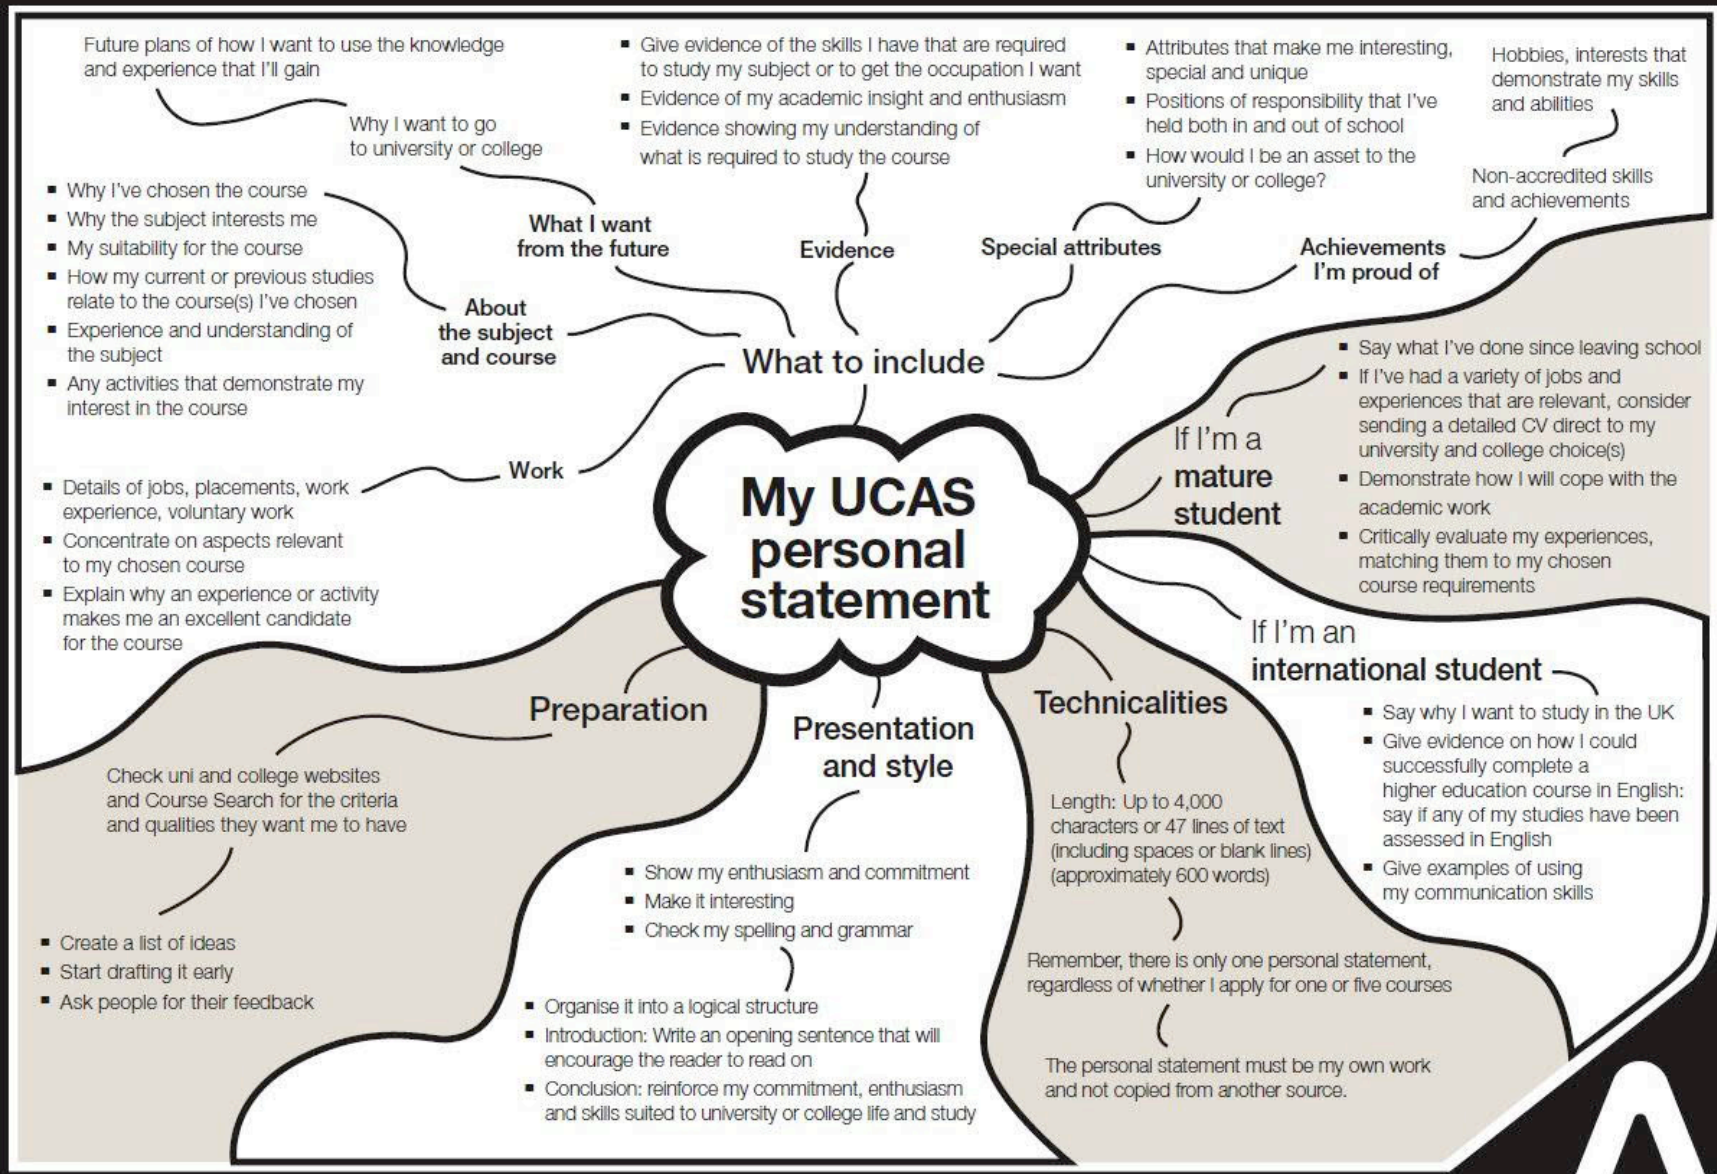 Future plans of how I want to use the knowledge
and experience that I'll gain
Why I want to go
to university or college
What I want
from the future
▪ Give evidence of the skills I have that are required
to study my subject or to get the occupation I want
▪ Evidence of my academic insight and enthusiasm
▪ Evidence showing my understanding of
what is required to study the course
Evidence
▪ Attributes that make me interesting,
special and unique
▪ Positions of responsibility that I've
held both in and out of school
▪ How would I be an asset to the
university or college?
Special attributes
Hobbies, interests that
demonstrate my skills
and abilities
Non-accredited skills
and achievements
Achievements
I'm proud of
▪ Why I've chosen the course
▪ Why the subject interests me
▪ My suitability for the course
▪ How my current or previous studies
relate to the course(s) I've chosen
▪ Experience and understanding of
the subject
▪ Any activities that demonstrate my
interest in the course
About
the subject
and course
What to include
Work
▪ Details of jobs, placements, work
experience, voluntary work
▪ Concentrate on aspects relevant
to my chosen course
▪ Explain why an experience or activity
makes me an excellent candidate
for the course
My UCAS
personal
statement
If I'm a
mature
student
▪ Say what I've done since leaving school
▪ If I've had a variety of jobs and
experiences that are relevant, consider
sending a detailed CV direct to my
university and college choice(s)
▪ Demonstrate how I will cope with the
academic work
▪ Critically evaluate my experiences,
matching them to my chosen
course requirements
If I'm an
international student
▪ Say why I want to study in the UK
▪ Give evidence on how I could
successfully complete a
higher education course in English:
say if any of my studies have been
assessed in English
▪ Give examples of using
my communication skills
Preparation
Check uni and college websites
and Course Search for the criteria
and qualities they want me to have
▪ Create a list of ideas
▪ Start drafting it early
▪ Ask people for their feedback
Presentation
and style
▪ Show my enthusiasm and commitment
▪ Make it interesting
▪ Check my spelling and grammar
▪ Organise it into a logical structure
▪ Introduction: Write an opening sentence that will
encourage the reader to read on
▪ Conclusion: reinforce my commitment, enthusiasm
and skills suited to university or college life and study
Technicalities
Length: Up to 4,000
characters or 47 lines of text
(including spaces or blank lines)
(approximately 600 words)
Remember, there is only one personal statement,
regardless of whether I apply for one or five courses
The personal statement must be my own work
and not copied from another source.